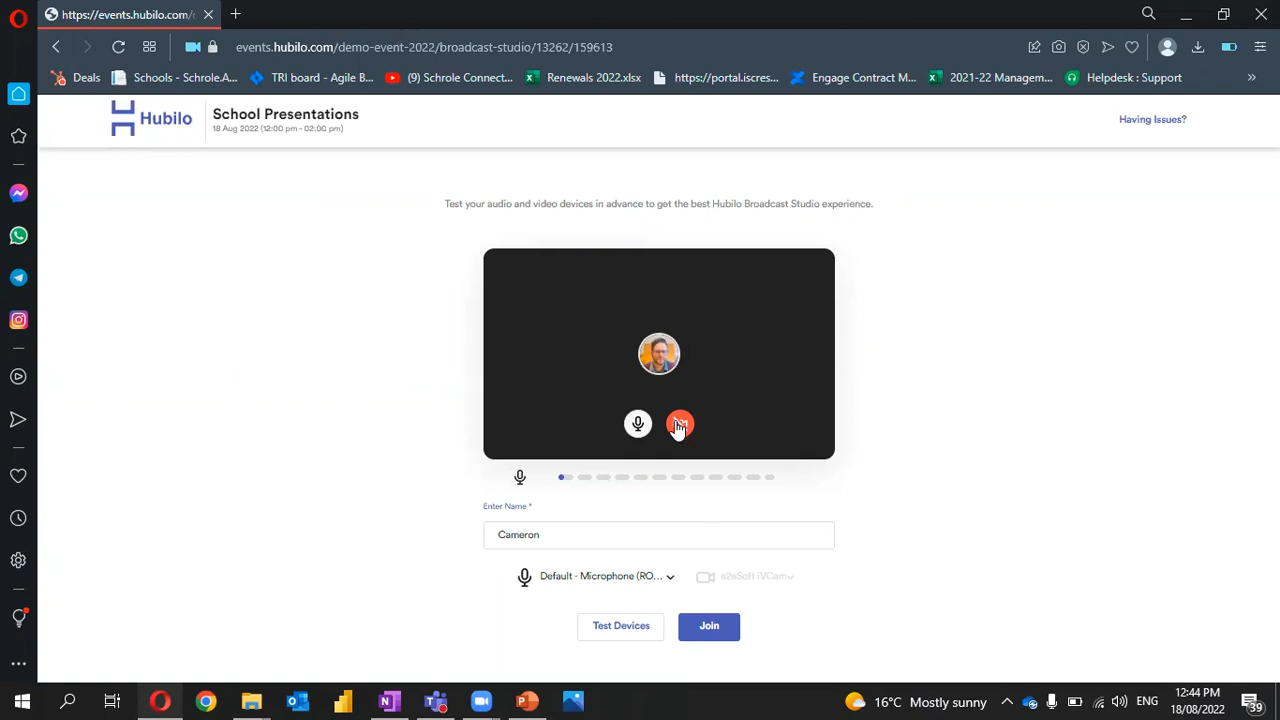 https://events.hubilo.com/
events.hubilo.com/demo-event-2022/broadcast-studio/13262/159613
Deals
Schools - Schrole.A...
TRI board - Agile B...
(9) Schrole Connect...
Renewals 2022.xlsx
https://portal.iscres...
Engage Contract M...
2021-22 Managem...
Helpdesk : Support
Hubilo
School Presentations
18 Aug 2022 (12:00 pm - 02:00 pm)
Having Issues?
Test your audio and video devices in advance to get the best Hubilo Broadcast Studio experience.
Enter Name *
Cameron
Default - Microphone (RO...
e2eSoft iVCam
Test Devices
Join
16°C Mostly sunny
ENG
12:44 PM
18/08/2022
39